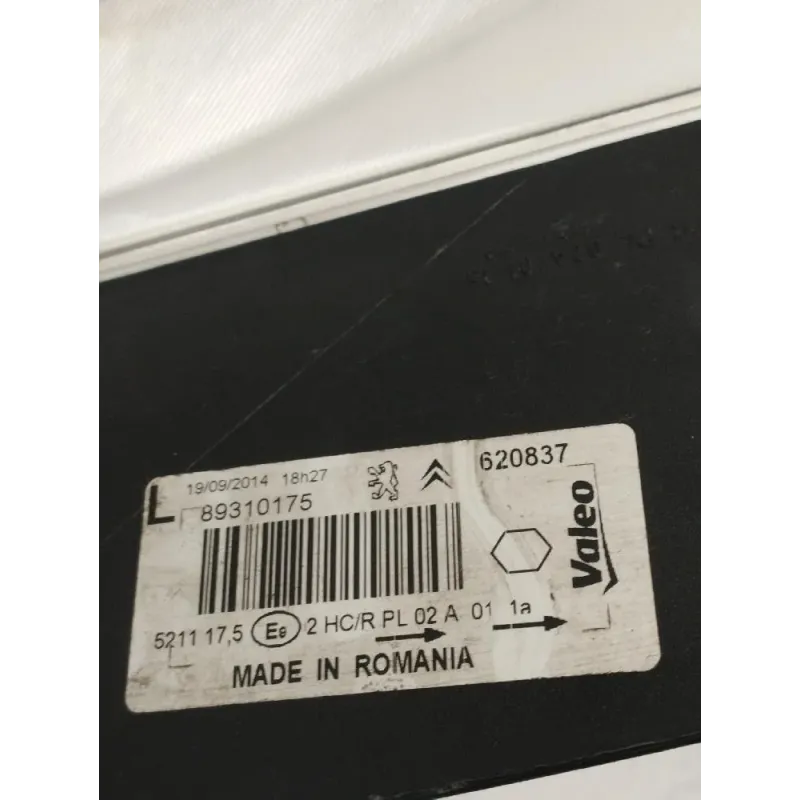 L 19/09/2014 18h27 620837
89310175
Valeo
5211 17,5 E9 2 HC/R PL 02 A 01 1a
MADE IN ROMANIA